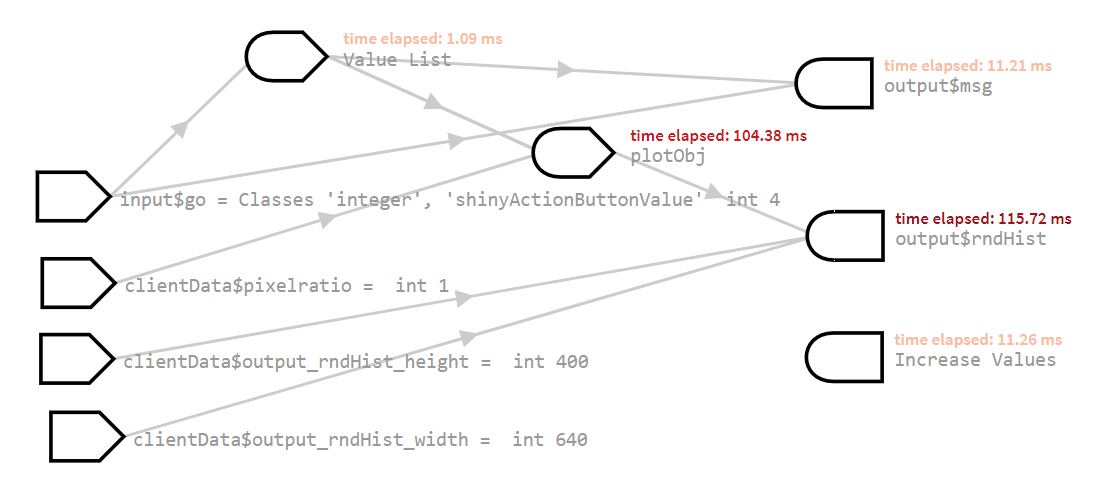 time elapsed: 1.09 ms
Value List
time elapsed: 11.21 ms
output$msg
time elapsed: 104.38 ms
plotObj
input$go = Classes 'integer', 'shinyActionButtonValue'  int 4
time elapsed: 115.72 ms
output$rndHist
clientData$pixelratio =  int 1
time elapsed: 11.26 ms
Increase Values
clientData$output_rndHist_height =  int 400
clientData$output_rndHist_width =  int 640